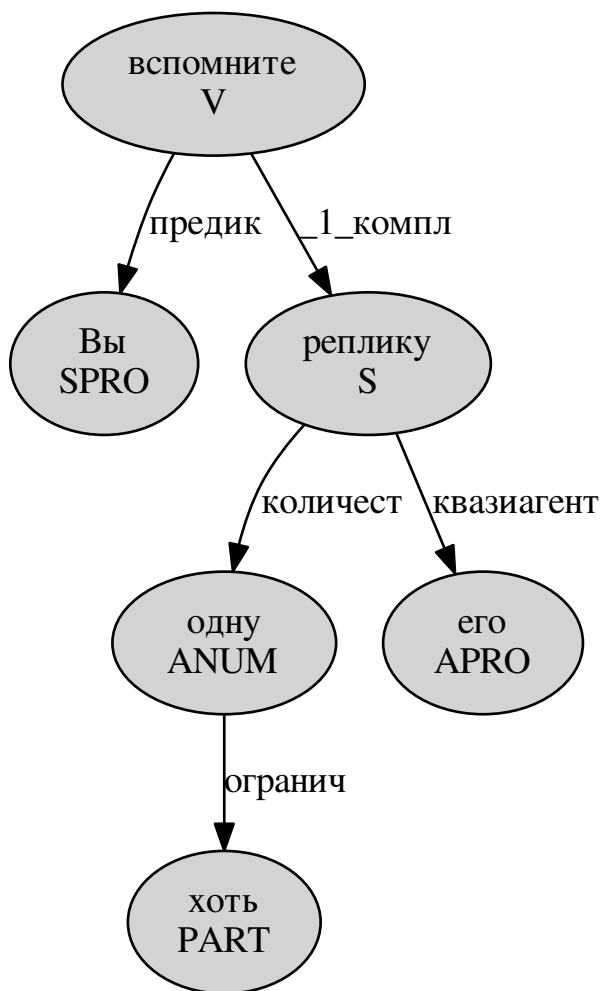 вспомните
V
предик
_1_компл
Вы
SPRO
реплику
S
количест
квазиагент
одну
ANUM
его
APRO
огранич
хоть
PART